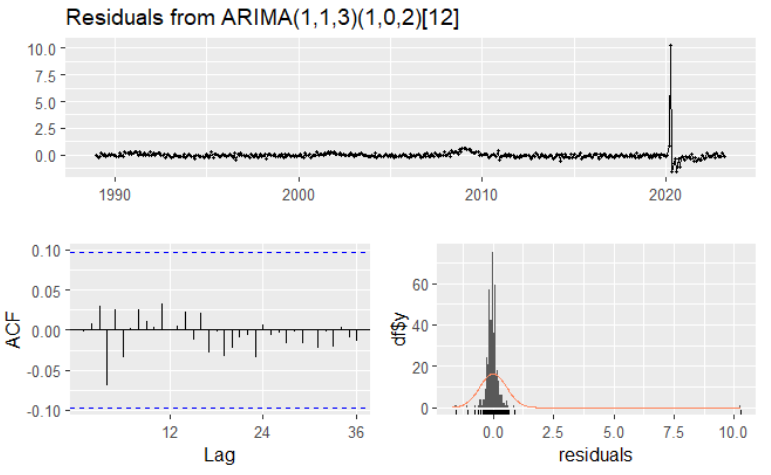 Residuals from ARIMA(1,1,3)(1,0,2)[12]
10.0
7.5
5.0
2.5
0.0
1990 2000 2010 2020
ACF
0.10
0.05
0.00
-0.05
-0.10
12 24 36
Lag
df$y
60
40
20
0
0.0 2.5 5.0 7.5 10.0
residuals